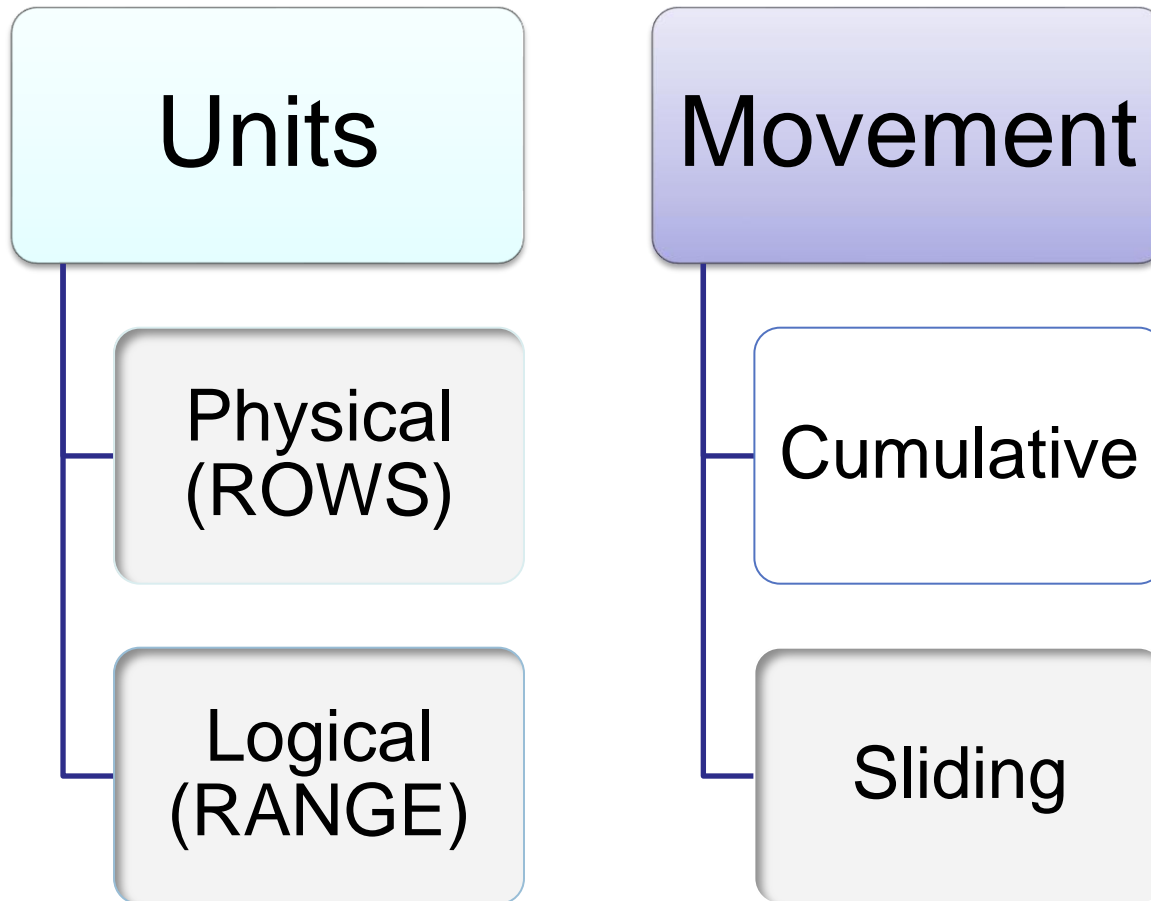 Units
Physical
(ROWS)
Logical
(RANGE)
Movement
Cumulative
Sliding